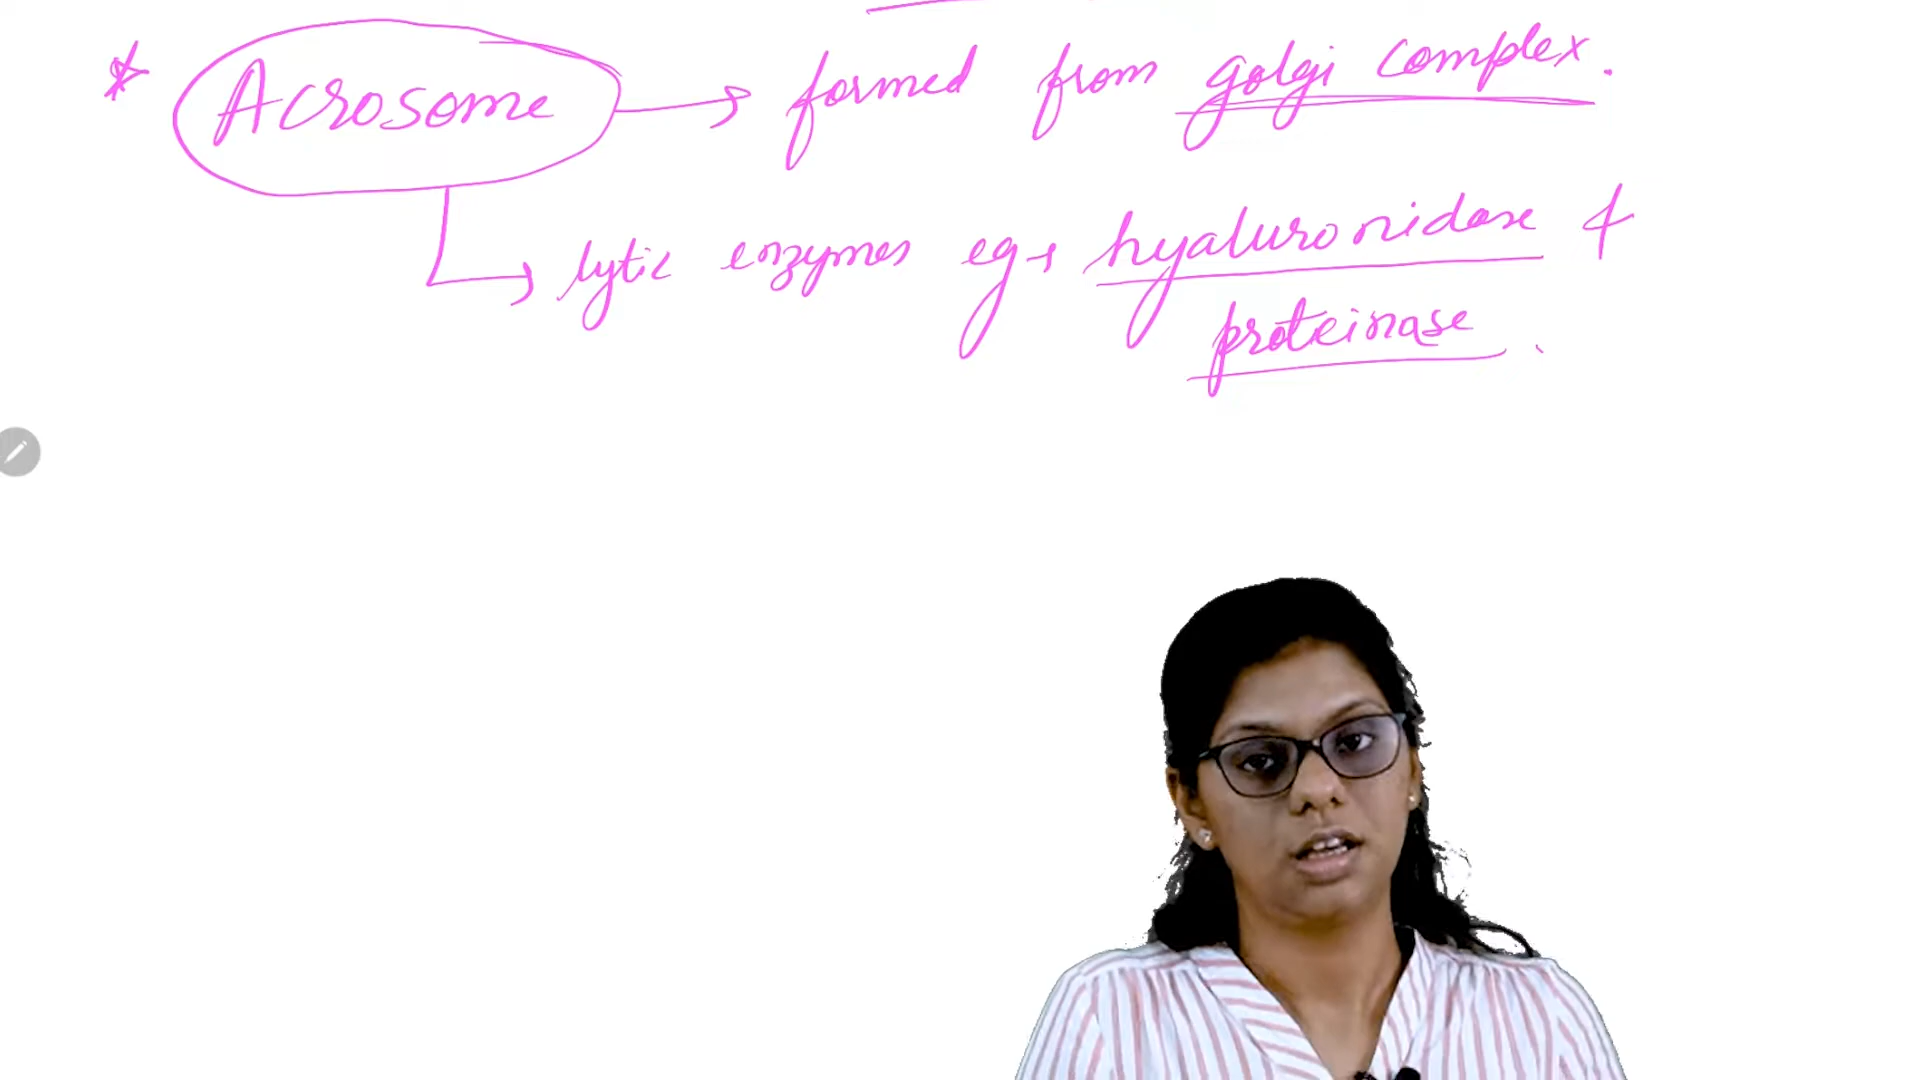 * Acrosome → formed from golgi complex.
↳ lytic enzymes eg → hyaluronidase &
proteinase.